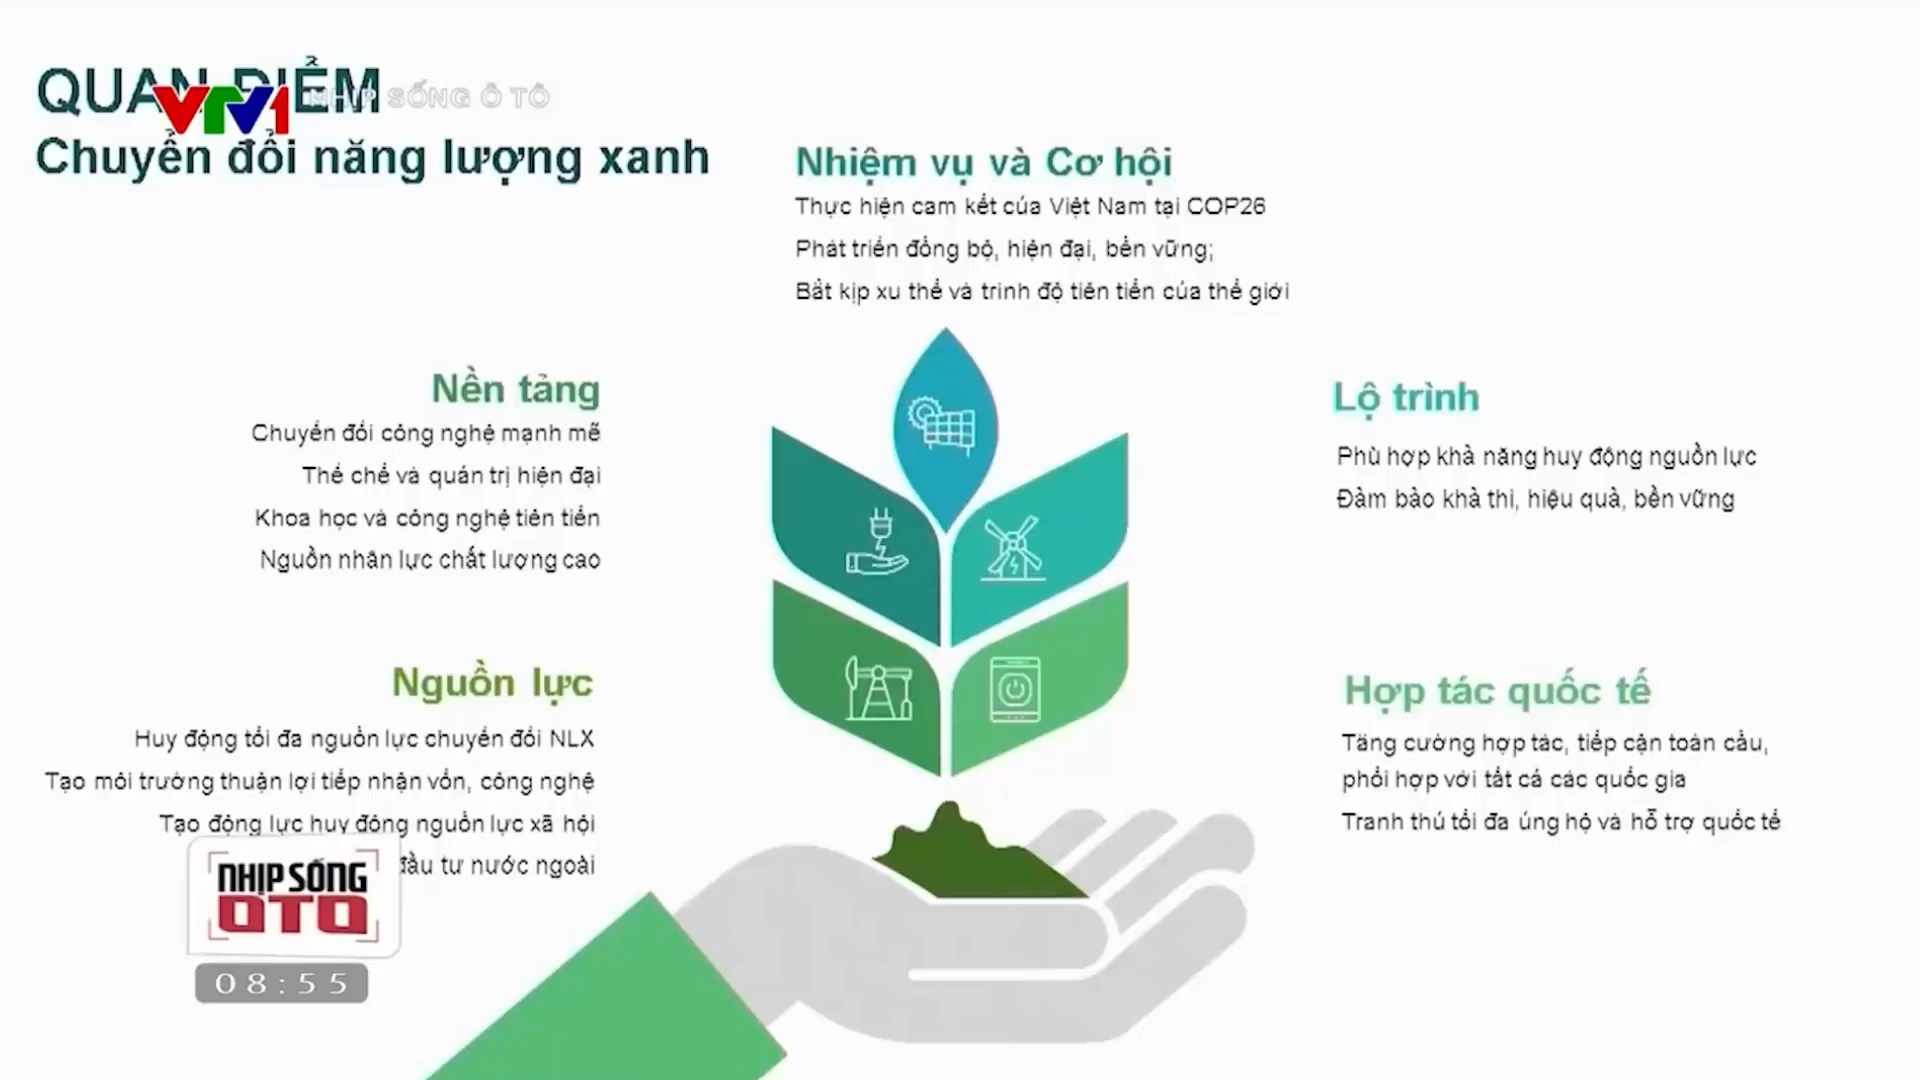 QUAN ĐIỂM
VTV1
NHỊP SỐNG Ô TÔ
Chuyển đổi năng lượng xanh
Nhiệm vụ và Cơ hội
Thực hiện cam kết của Việt Nam tại COP26
Phát triển đồng bộ, hiện đại, bền vững;
Bắt kịp xu thế và trình độ tiên tiến của thế giới
Nền tảng
Chuyển đổi công nghệ mạnh mẽ
Thể chế và quản trị hiện đại
Khoa học và công nghệ tiên tiến
Nguồn nhân lực chất lượng cao
Lộ trình
Phù hợp khả năng huy động nguồn lực
Đảm bảo khả thi, hiệu quả, bền vững
Nguồn lực
Huy động tối đa nguồn lực chuyển đổi NLX
Tạo môi trường thuận lợi tiếp nhận vốn, công nghệ
Tạo động lực huy động nguồn lực xã hội
đầu tư nước ngoài
Hợp tác quốc tế
Tăng cường hợp tác, tiếp cận toàn cầu,
phối hợp với tất cả các quốc gia
Tranh thủ tối đa ủng hộ và hỗ trợ quốc tế
NHỊP SỐNG
OTO
08:55